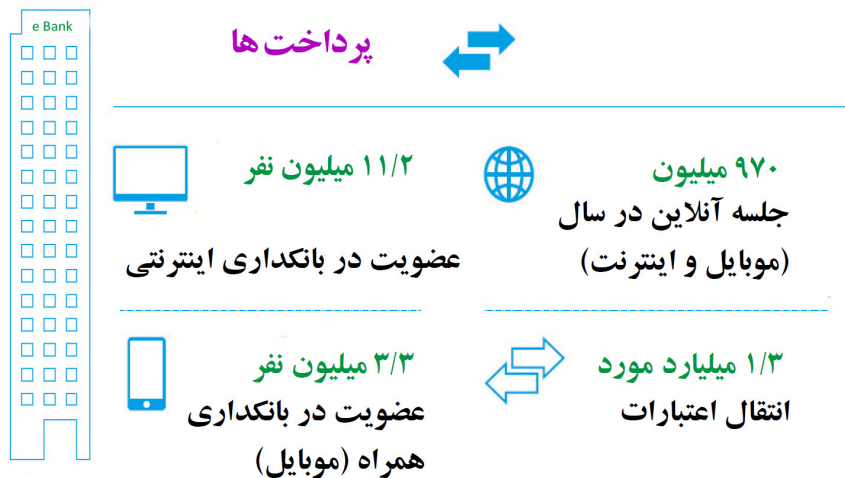 e Bank
پرداخت‌ها
۹۷۰ میلیون
جلسه آنلاین در سال
(موبایل و اینترنت)
۱۱/۲ میلیون نفر
عضویت در بانکداری اینترنتی
۱/۳ میلیارد مورد
انتقال اعتبارات
۳/۳ میلیون نفر
عضویت در بانکداری
همراه (موبایل)